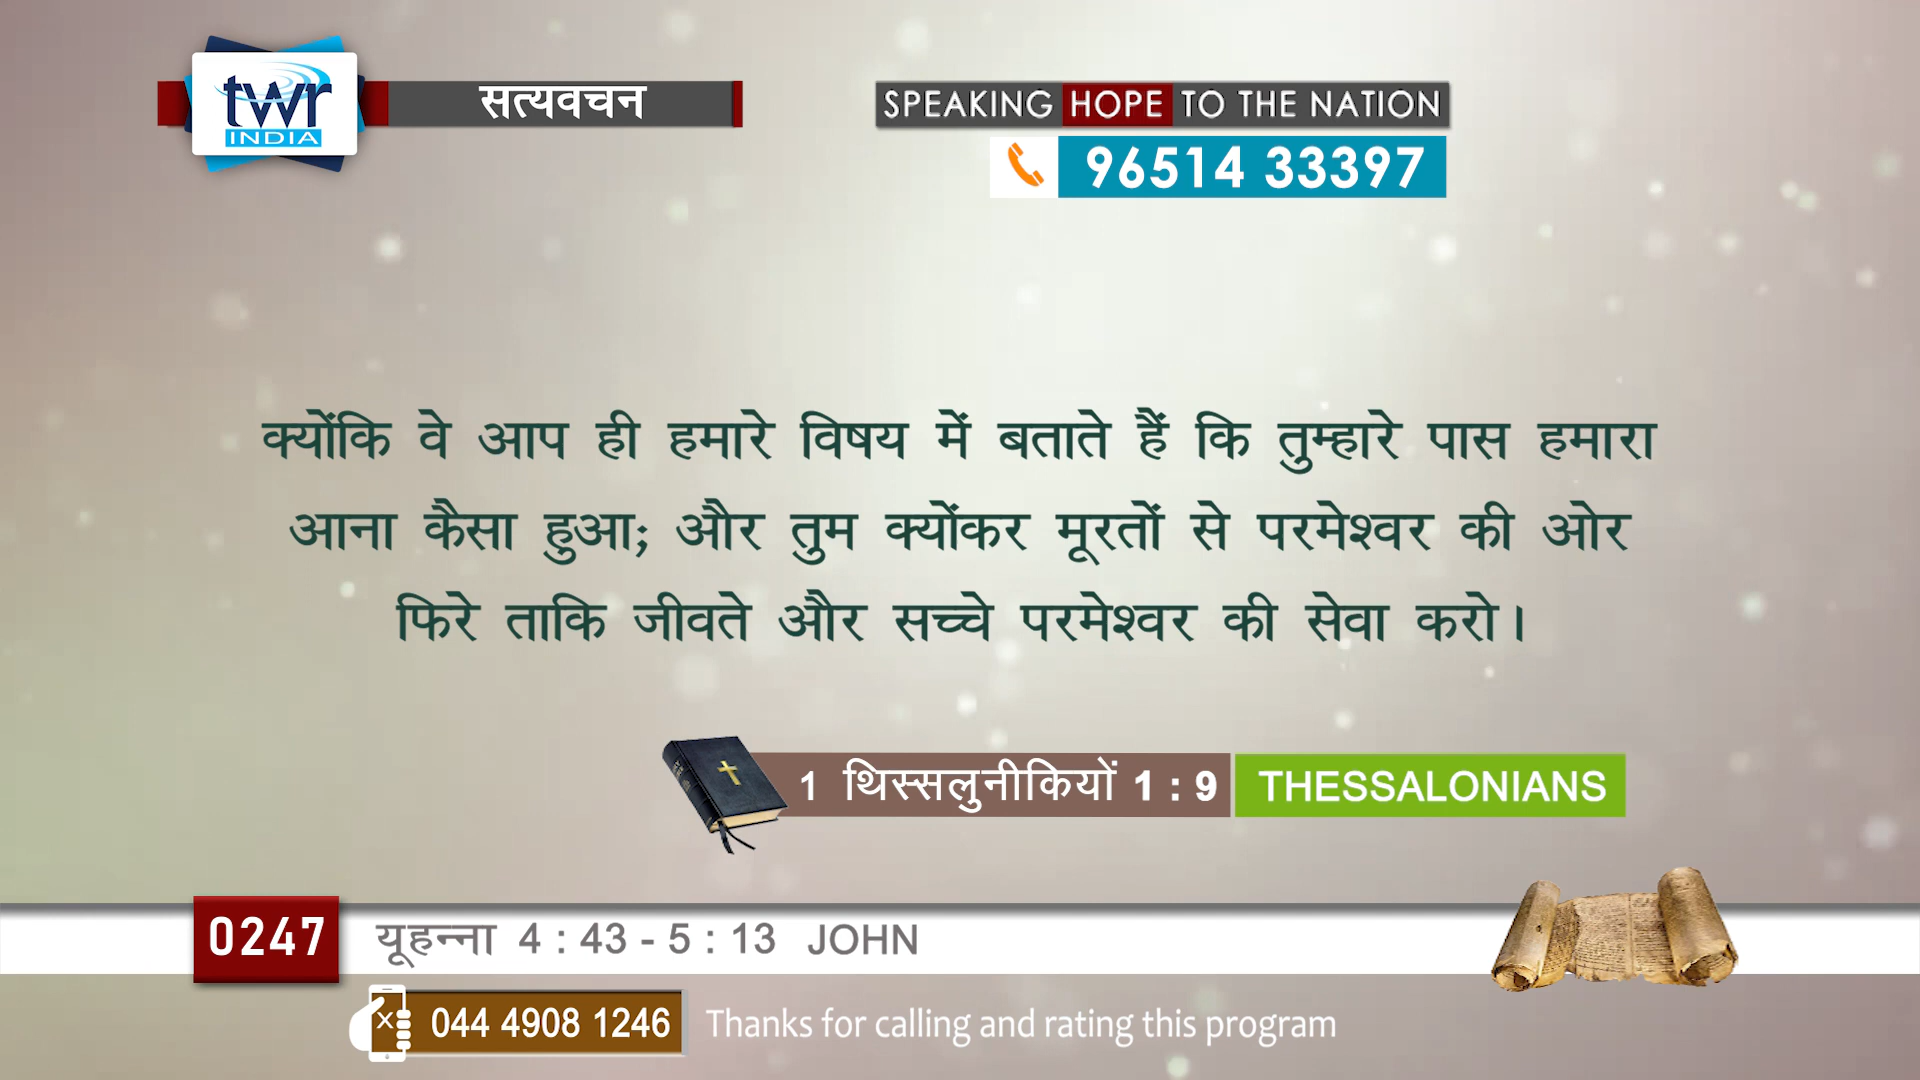 twr
INDIA
सत्यवचन
SPEAKING HOPE TO THE NATION
96514 33397
क्योंकि वे आप ही हमारे विषय में बताते हैं कि तुम्हारे पास हमारा
आना कैसा हुआ; और तुम क्योंकर मूरतों से परमेश्वर की ओर
फिरे ताकि जीवते और सच्चे परमेश्वर की सेवा करो।
1 थिस्सलुनीकियों 1 : 9 THESSALONIANS
0247 यूहन्ना 4 : 43 - 5 : 13 JOHN
044 4908 1246 Thanks for calling and rating this program